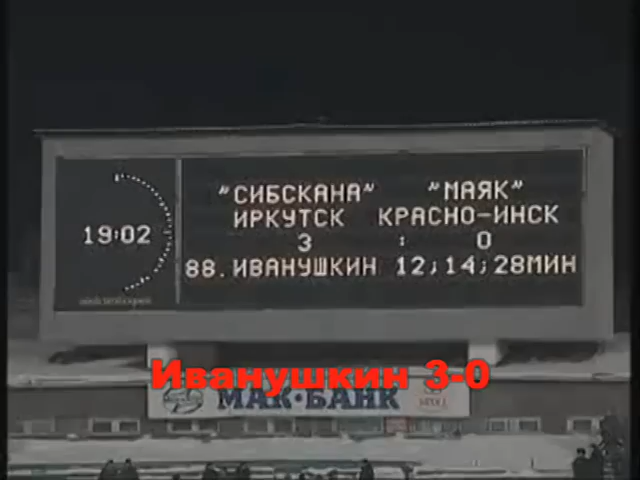 "СИБСКАНА" "МАЯК"
ИРКУТСК КРАСНО-ИНСК
3 : 0
19:02
88.ИВАНУШКИН 12;14;28МИН
Иванушкин 3-0
МАК·БАНК